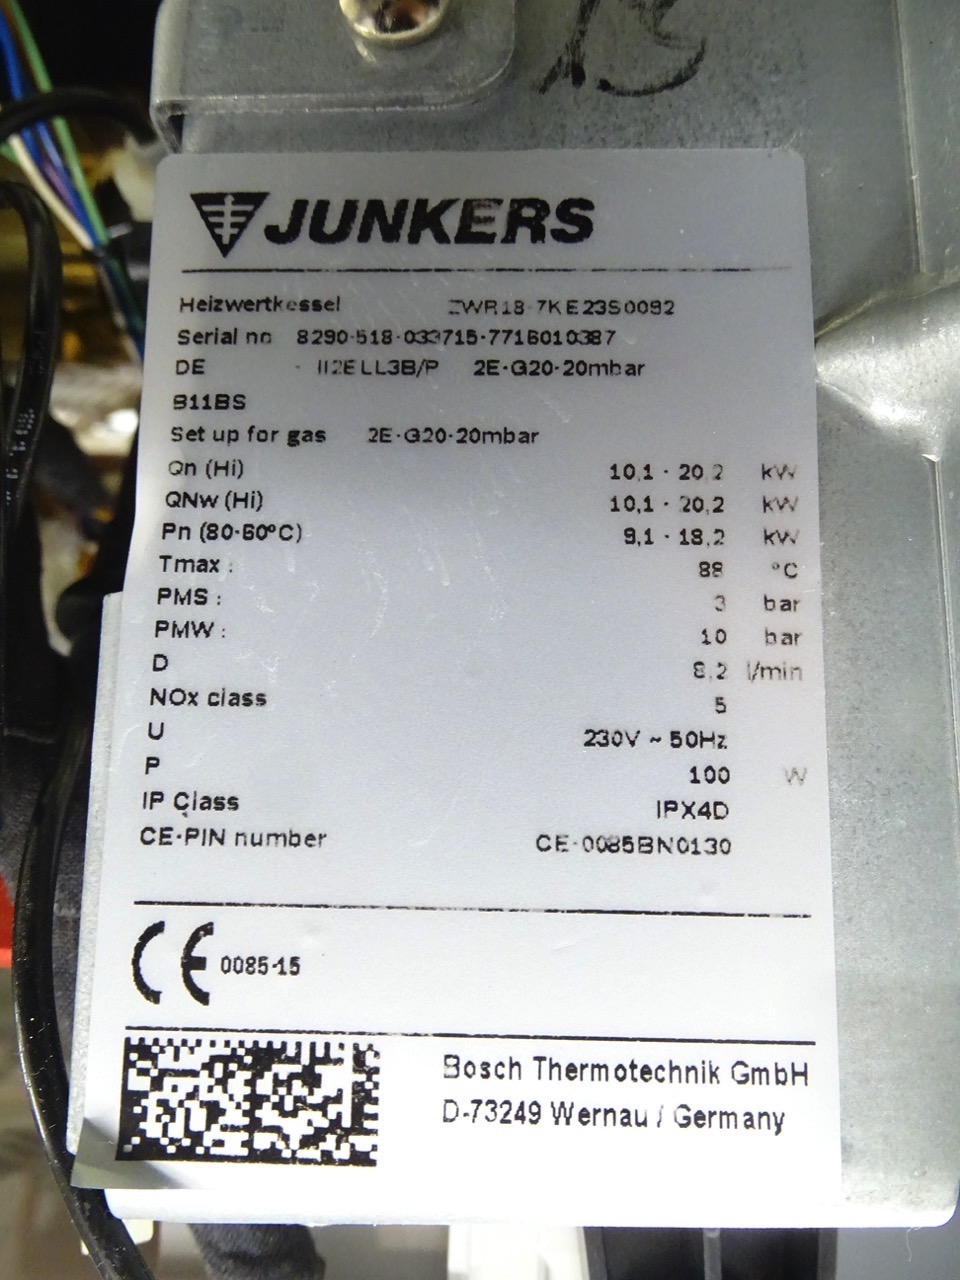 13
JUNKERS
Heizwertkessel ZWR18-7KE23S0092
Serial no 8290-518-033715-7716010387
DE - II2ELL3B/P 2E-G20-20mbar
B11BS
Set up for gas 2E-G20-20mbar
Qn (Hi) 10,1 - 20,2 kW
QNw (Hi) 10,1 - 20,2 kW
Pn (80-60°C) 9,1 - 18,2 kW
Tmax : 88 °C
PMS : 3 bar
PMW : 10 bar
D 8,2 l/min
NOx class 5
U 230V ~ 50Hz
P 100 W
IP Class IPX4D
CE-PIN number CE-0085BN0130
CE 0085-15
Bosch Thermotechnik GmbH
D-73249 Wernau / Germany